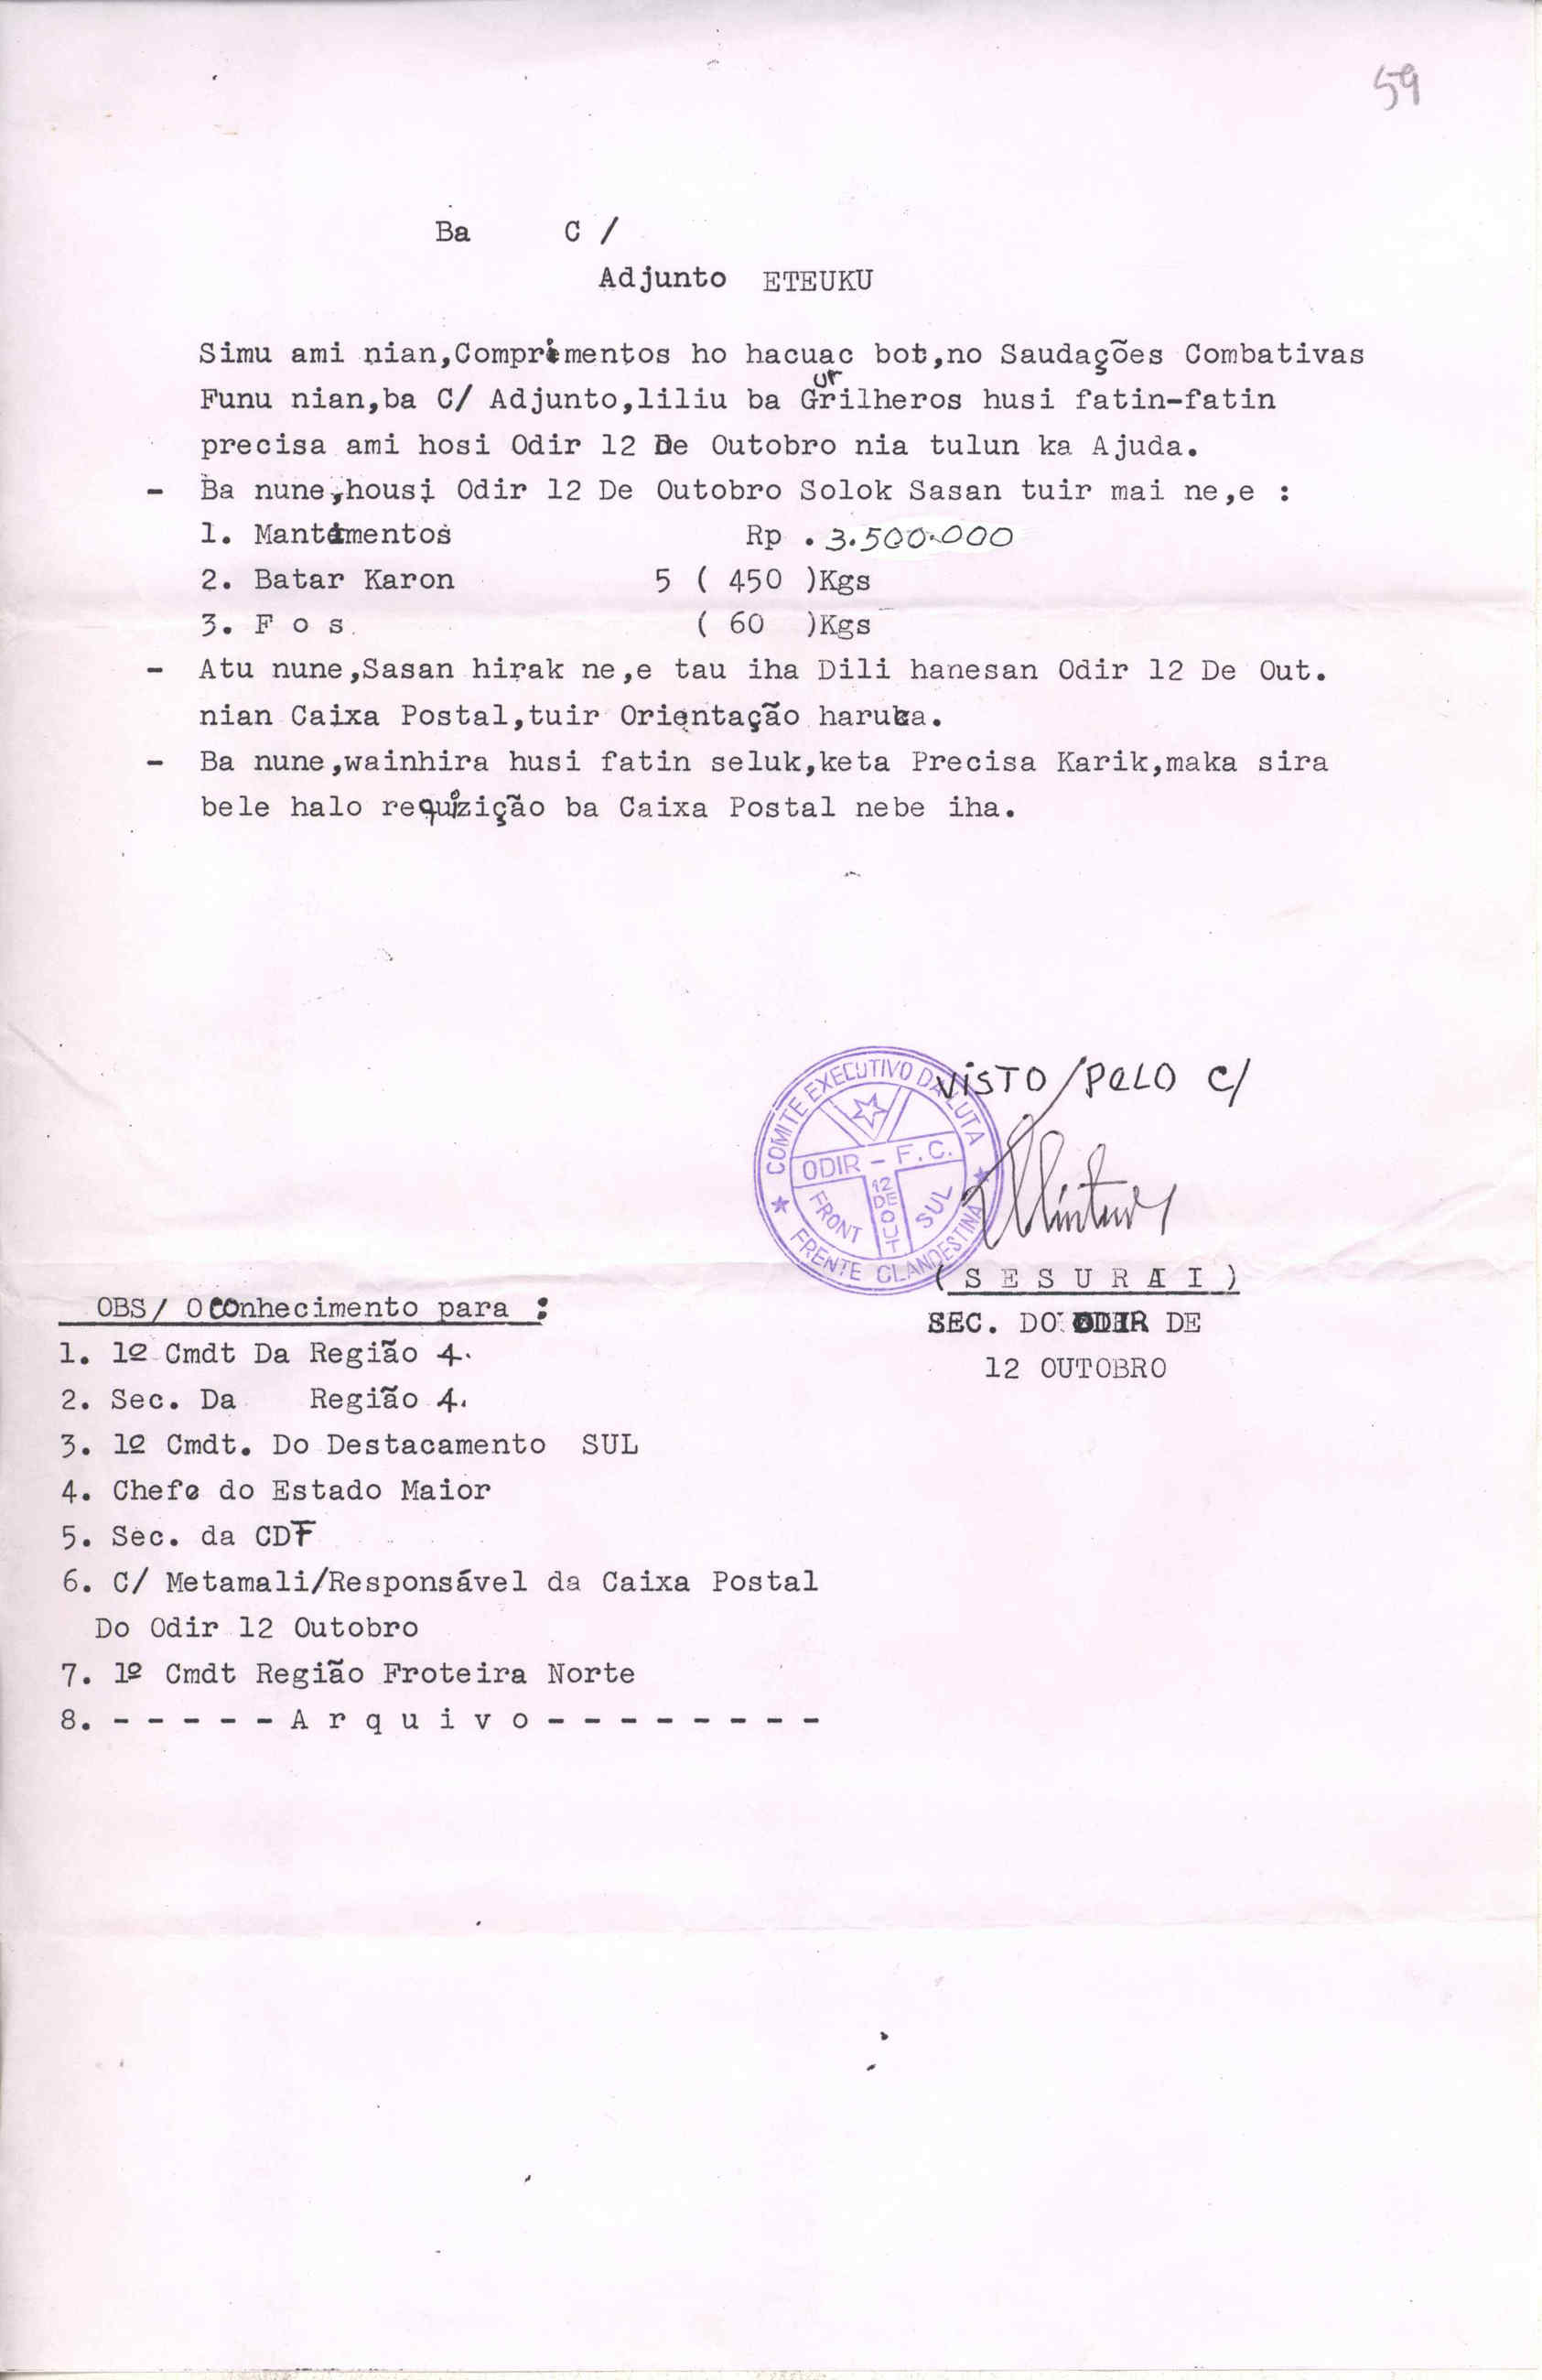 59
Ba C /
Adjunto ETEUKU
Simu ami nian,Comprimentos ho hacuac bot,no Saudações Combativas
ur
Funu nian,ba C/ Adjunto,liliu ba Grilheros husi fatin-fatin
precisa ami hosi Odir 12 De Outobro nia tulun ka Ajuda.
- Ba nune,housi Odir 12 De Outobro Solok Sasan tuir mai ne,e :
1. Mantimentos Rp . 3.500.000
2. Batar Karon 5 ( 450 )Kgs
3. F o s ( 60 )Kgs
- Atu nune,Sasan hirak ne,e tau iha Dili hanesan Odir 12 De Out.
nian Caixa Postal,tuir Orientação haruka.
- Ba nune,wainhira husi fatin seluk,keta Precisa Karik,maka sira
bele halo requizição ba Caixa Postal nebe iha.
VISTO/PELO C/
COMITE EXECUTIVO DA LUTA
ODIR - F.C.
FRONT 12 DE OUT SUL
FRENTE CLANDESTINA
( S E S U R A I )
SEC. DO ODIR DE
12 OUTOBRO
OBS/ O conhecimento para :
1. 1º Cmdt Da Região 4.
2. Sec. Da Região 4.
3. 1º Cmdt. Do Destacamento SUL
4. Chefe do Estado Maior
5. Sec. da CDF
6. C/ Metamali/Responsável da Caixa Postal
Do Odir 12 Outobro
7. 1º Cmdt Região Froteira Norte
8. - - - - - A r q u i v o - - - - - - - -